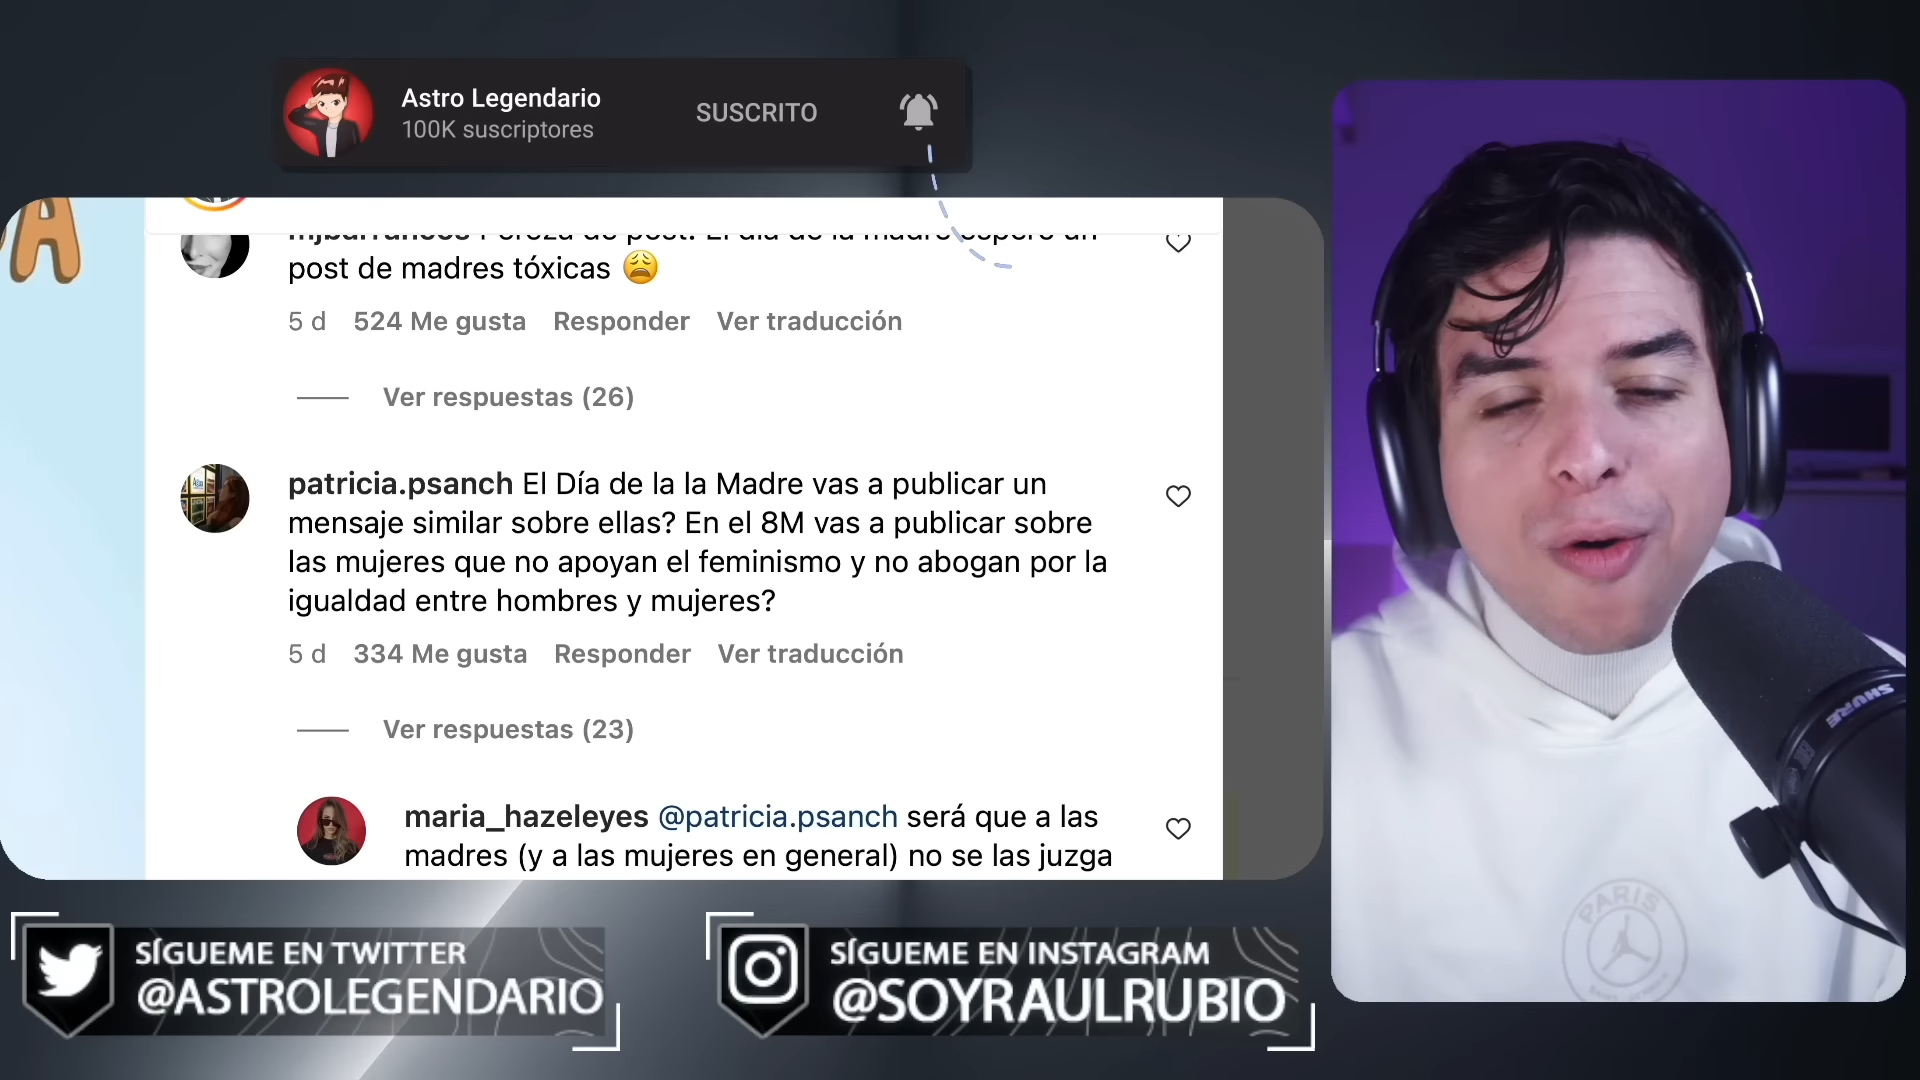 Astro Legendario
100K suscriptores
SUSCRITO
A
post de madres tóxicas
5 d 524 Me gusta Responder Ver traducción
Ver respuestas (26)
patricia.psanch El Día de la la Madre vas a publicar un
mensaje similar sobre ellas? En el 8M vas a publicar sobre
las mujeres que no apoyan el feminismo y no abogan por la
igualdad entre hombres y mujeres?
5 d 334 Me gusta Responder Ver traducción
Ver respuestas (23)
maria_hazeleyes @patricia.psanch será que a las
madres (y a las mujeres en general) no se las juzga
SÍGUEME EN TWITTER
@ASTROLEGENDARIO
SÍGUEME EN INSTAGRAM
@SOYRAULRUBIO
SHURE
PARIS